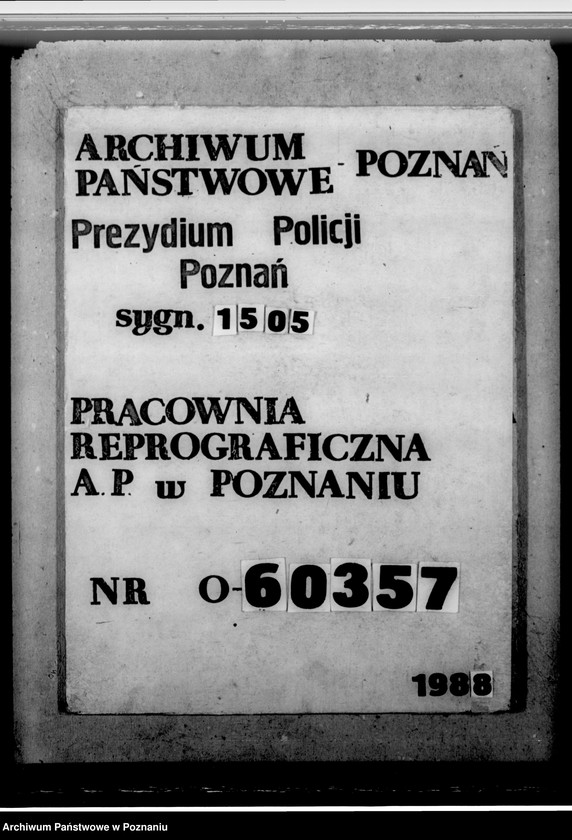 ARCHIWUM
PAŃSTWOWE - POZNAŃ
Prezydium Policji
Poznań
sygn. 1505
PRACOWNIA
REPROGRAFICZNA
A.P. w POZNANIU
NR O-60357
1988
Archiwum Państwowe w Poznaniu